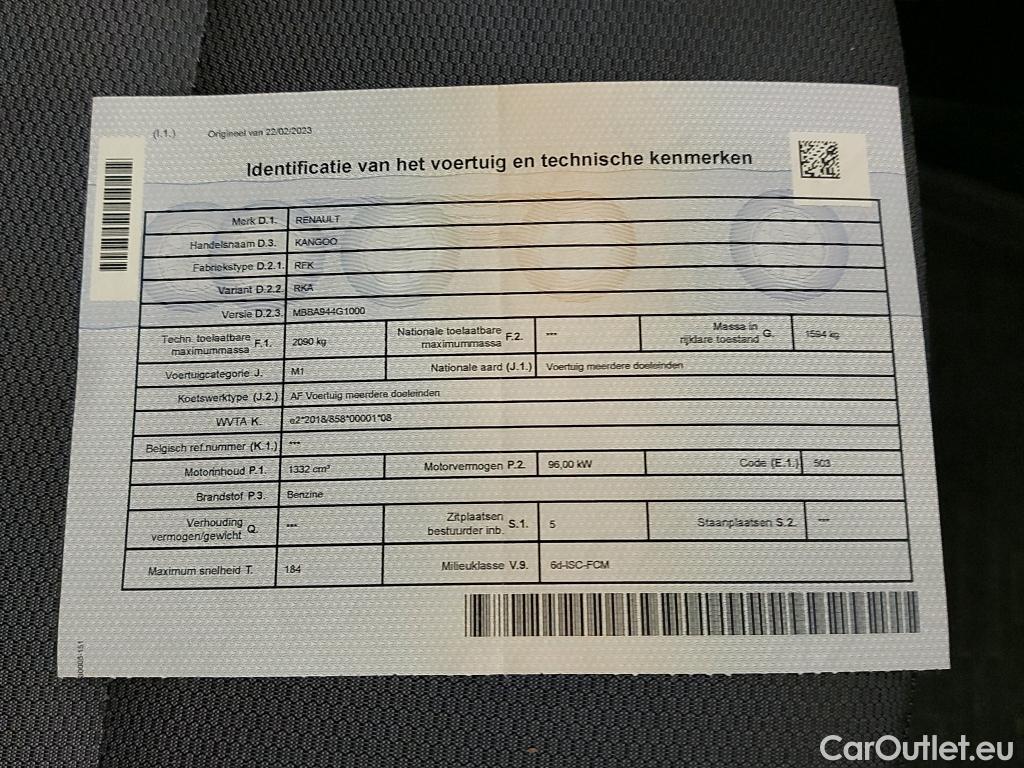 (I.1.) Origineel van 22/02/2023
Identificatie van het voertuig en technische kenmerken
Merk D.1. RENAULT
Handelsnaam D.3. KANGOO
Fabriekstype D.2.1. RFK
Variant D.2.2. RKA
Versie D.2.3. MBBA944G1000
Techn. toelaatbare maximummassa F.1. 2090 kg Nationale toelaatbare maximummassa F.2. --- Massa in rijklare toestand G. 1594 kg
Voertuigcategorie J. M1 Nationale aard (J.1.) Voertuig meerdere doeleinden
Koetswerktype (J.2.) AF Voertuig meerdere doeleinden
WVTA K. e2*2018/858*00001*08
Belgisch ref.nummer (K.1.) ---
Motorinhoud P.1. 1332 cm³ Motorvermogen P.2. 96,00 kW Code (E.1.) 503
Brandstof P.3. Benzine
Verhouding vermogen/gewicht Q. --- Zitplaatsen bestuurder inb. S.1. 5 Staanplaatsen S.2. ---
Maximum snelheid T. 184 Milieuklasse V.9. 6d-ISC-FCM
CarOutlet.eu